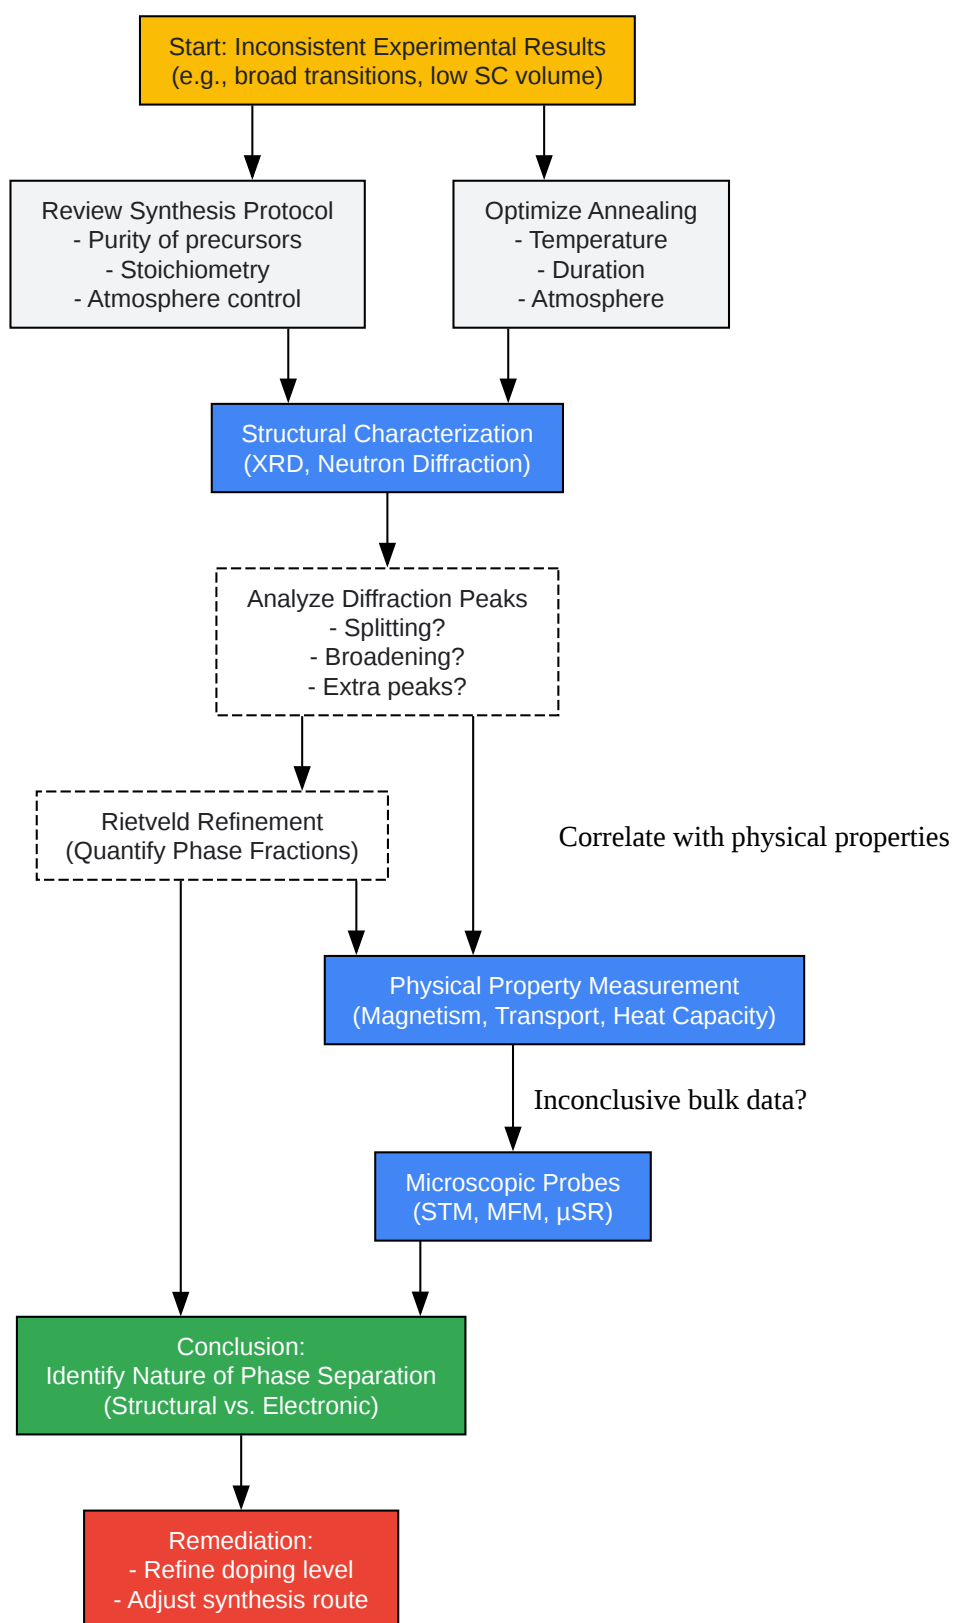 Start: Inconsistent Experimental Results
(e.g., broad transitions, low SC volume)
Review Synthesis Protocol
- Purity of precursors
- Stoichiometry
- Atmosphere control
Optimize Annealing
- Temperature
- Duration
- Atmosphere
Structural Characterization
(XRD, Neutron Diffraction)
Analyze Diffraction Peaks
- Splitting?
- Broadening?
- Extra peaks?
Rietveld Refinement
(Quantify Phase Fractions)
Correlate with physical properties
Physical Property Measurement
(Magnetism, Transport, Heat Capacity)
Inconclusive bulk data?
Microscopic Probes
(STM, MFM, µSR)
Conclusion:
Identify Nature of Phase Separation
(Structural vs. Electronic)
Remediation:
- Refine doping level
- Adjust synthesis route